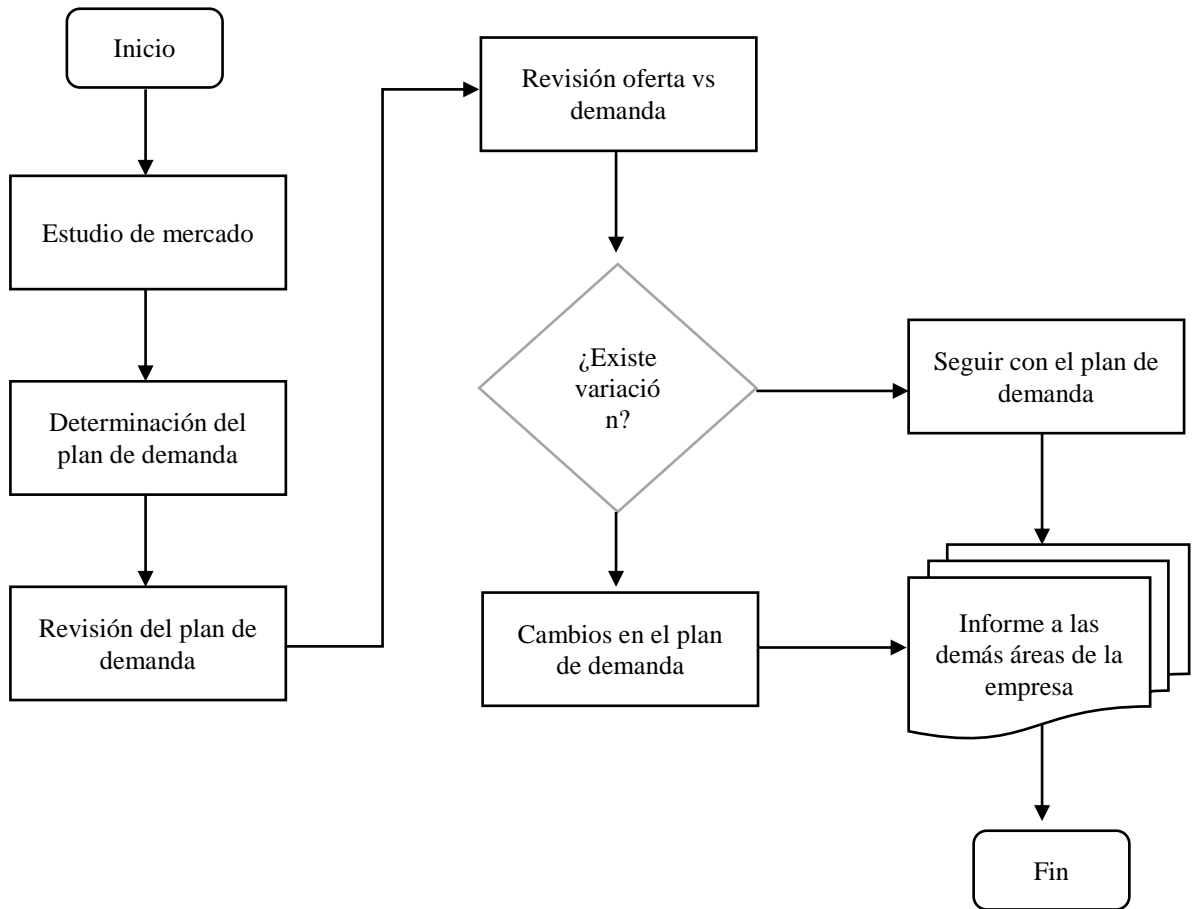 Inicio
Estudio de mercado
Determinación del
plan de demanda
Revisión del plan de
demanda
Revisión oferta vs
demanda
¿Existe
variació
n?
Seguir con el plan de
demanda
Cambios en el plan
de demanda
Informe a las
demás áreas de la
empresa
Fin